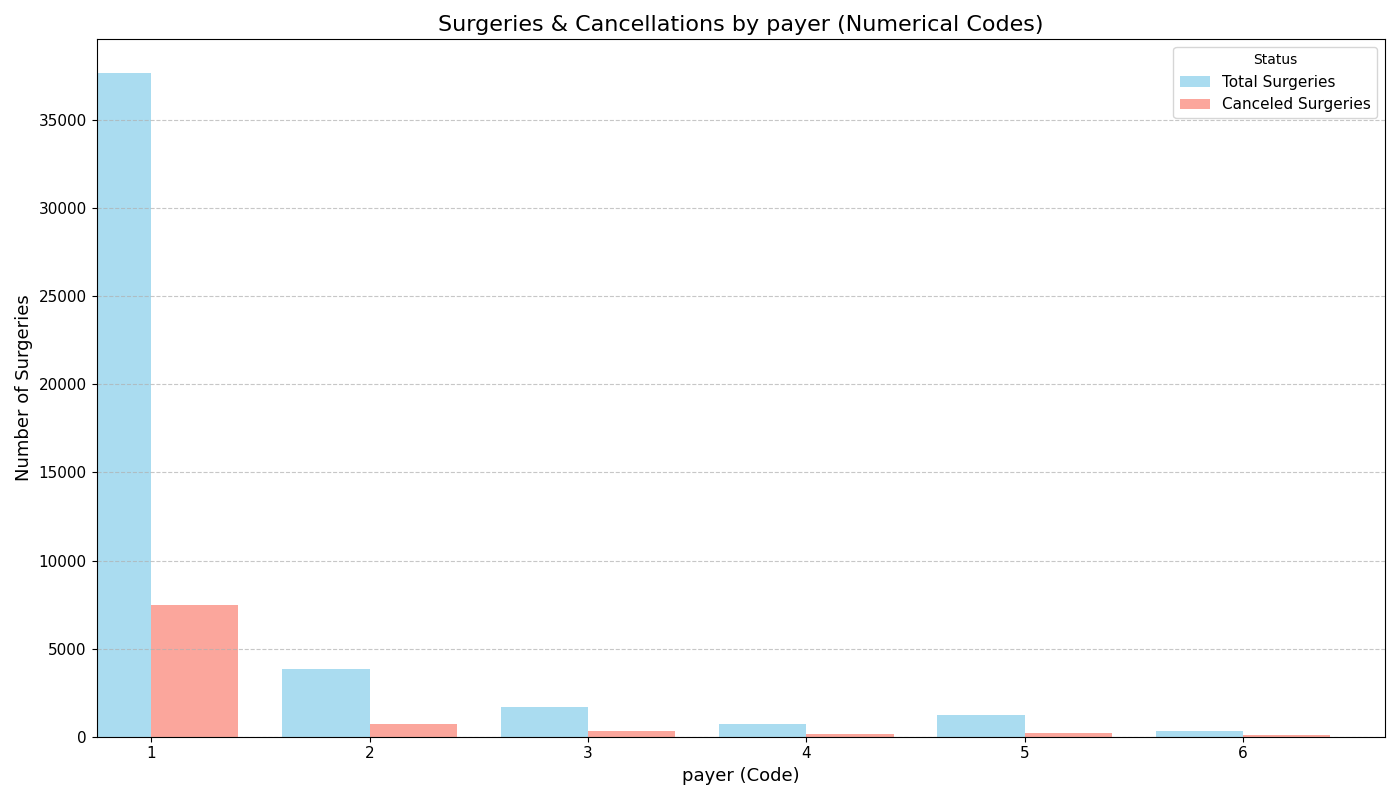 Surgeries & Cancellations by payer (Numerical Codes)
Status
Total Surgeries
Canceled Surgeries
Number of Surgeries
35000
30000
25000
20000
15000
10000
5000
0
1 2 3 4 5 6
payer (Code)